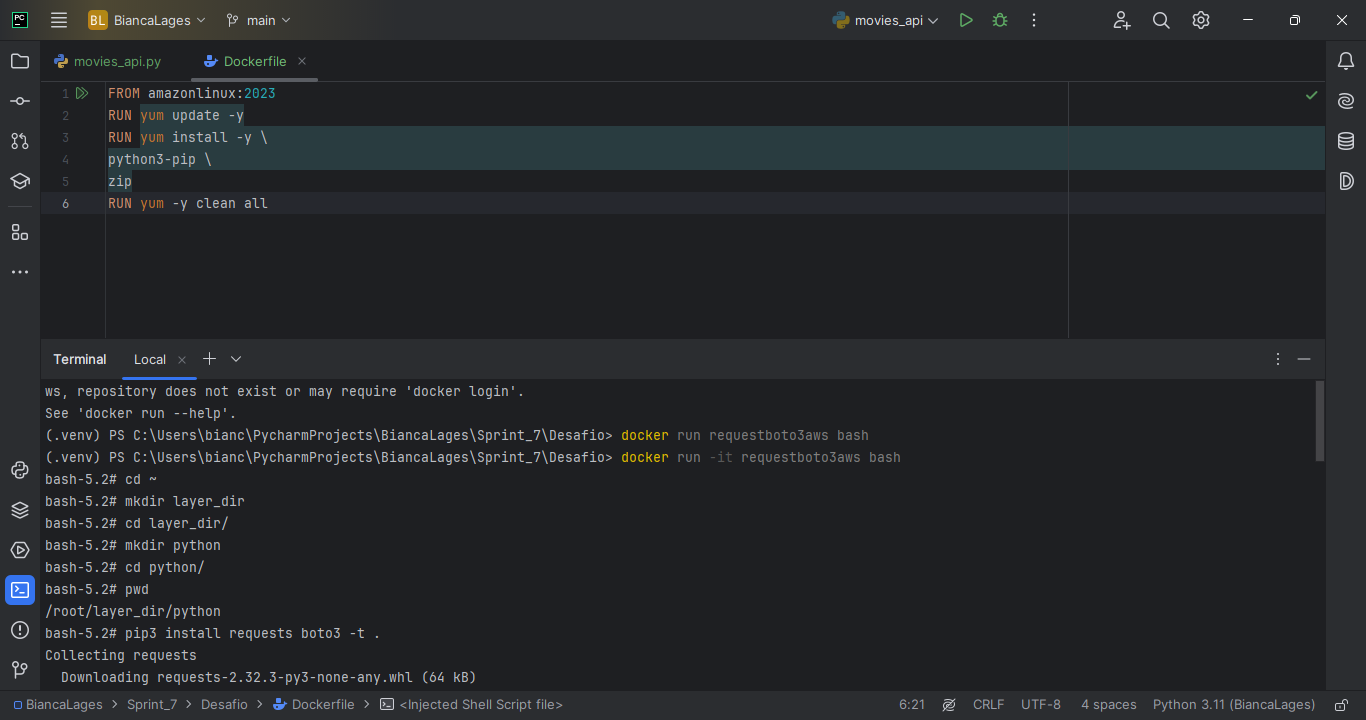 PC BL BiancaLages main movies_api
movies_api.py Dockerfile
1 FROM amazonlinux:2023
2 RUN yum update -y
3 RUN yum install -y \
4 python3-pip \
5 zip
6 RUN yum -y clean all
Terminal Local
ws, repository does not exist or may require 'docker login'.
See 'docker run --help'.
(.venv) PS C:\Users\bianc\PycharmProjects\BiancaLages\Sprint_7\Desafio> docker run requestboto3aws bash
(.venv) PS C:\Users\bianc\PycharmProjects\BiancaLages\Sprint_7\Desafio> docker run -it requestboto3aws bash
bash-5.2# cd ~
bash-5.2# mkdir layer_dir
bash-5.2# cd layer_dir/
bash-5.2# mkdir python
bash-5.2# cd python/
bash-5.2# pwd
/root/layer_dir/python
bash-5.2# pip3 install requests boto3 -t .
Collecting requests
  Downloading requests-2.32.3-py3-none-any.whl (64 kB)
BiancaLages > Sprint_7 > Desafio > Dockerfile > <Injected Shell Script file> 6:21 CRLF UTF-8 4 spaces Python 3.11 (BiancaLages)